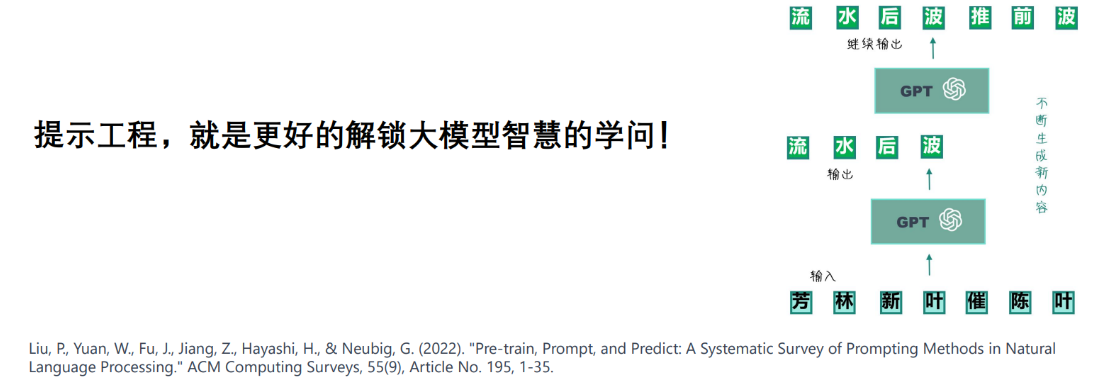 流水后波推前波
继续输出
GPT
不断生成新内容
提示工程，就是更好的解锁大模型智慧的学问！
流水后波
输出
GPT
输入
芳林新叶催陈叶
Liu, P., Yuan, W., Fu, J., Jiang, Z., Hayashi, H., & Neubig, G. (2022). "Pre-train, Prompt, and Predict: A Systematic Survey of Prompting Methods in Natural
Language Processing." ACM Computing Surveys, 55(9), Article No. 195, 1-35.